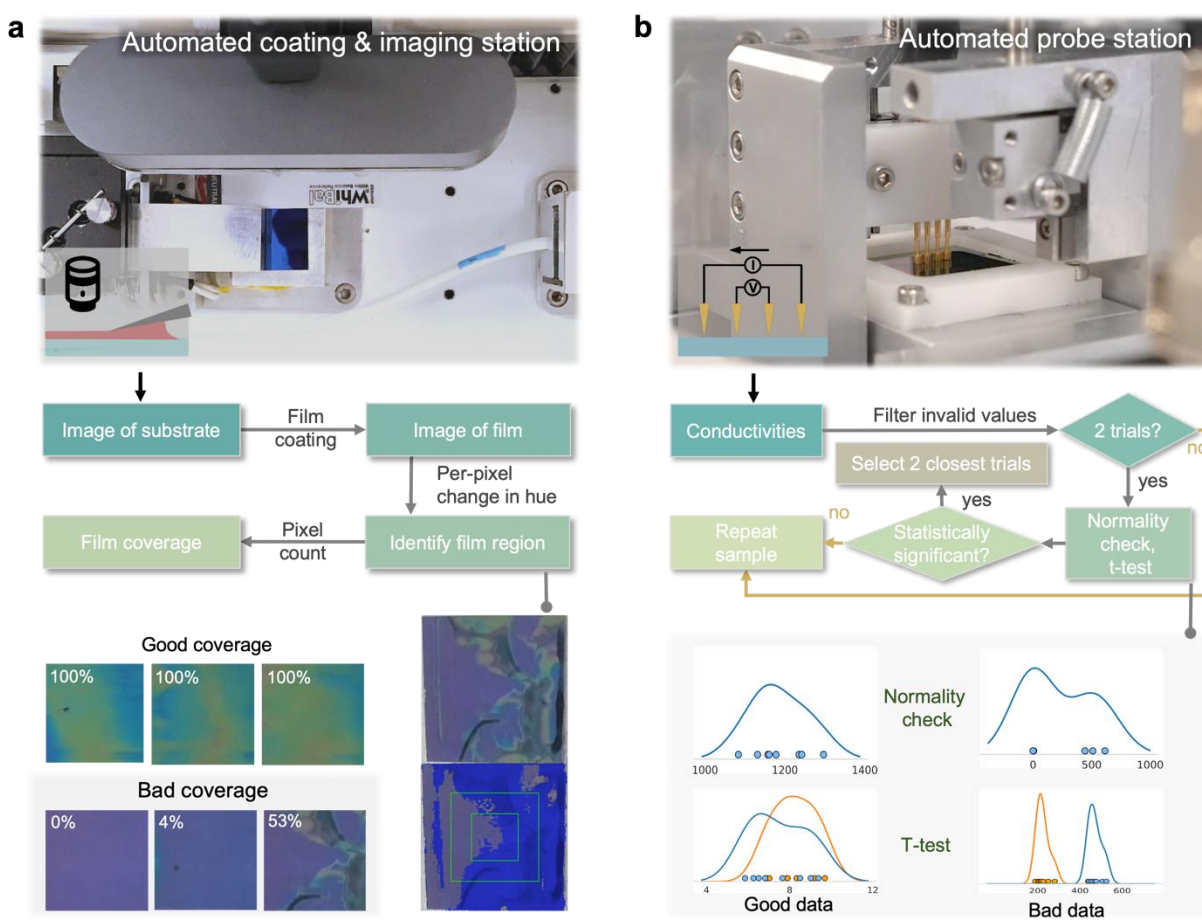 a
Automated coating & imaging station
WhiBal
Image of substrate
Film
coating
Image of film
Per-pixel
change in hue
Film coverage
Pixel
count
Identify film region
Good coverage
100%
100%
100%
Bad coverage
0%
4%
53%
b
Automated probe station
I
V
Conductivities
Filter invalid values
2 trials?
no
Select 2 closest trials
yes
yes
no
Repeat
sample
Statistically
significant?
Normality
check,
t-test
Normality
check
1000
1200
1400
0
500
1000
T-test
4
8
12
200
400
600
Good data
Bad data